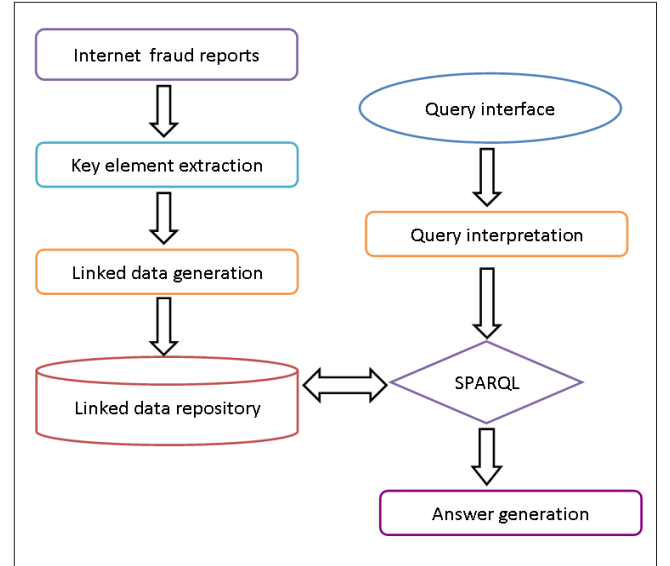 Internet fraud reports
Key element extraction
Linked data generation
Linked data repository
Query interface
Query interpretation
SPARQL
Answer generation